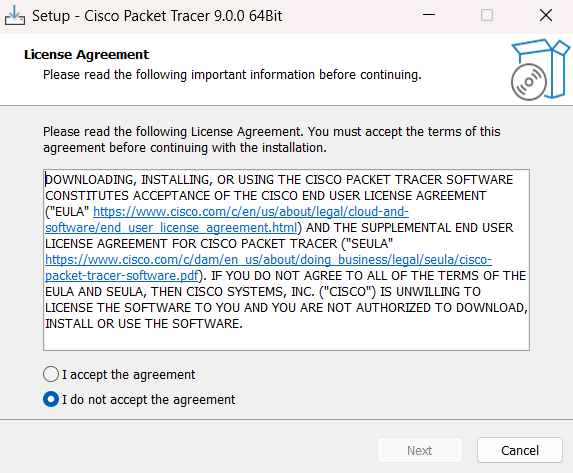 Setup - Cisco Packet Tracer 9.0.0 64Bit
License Agreement
Please read the following important information before continuing.
Please read the following License Agreement. You must accept the terms of this
agreement before continuing with the installation.
DOWNLOADING, INSTALLING, OR USING THE CISCO PACKET TRACER SOFTWARE
CONSTITUTES ACCEPTANCE OF THE CISCO END USER LICENSE AGREEMENT
("EULA" https://www.cisco.com/c/en/us/about/legal/cloud-and-
software/end_user_license_agreement.html) AND THE SUPPLEMENTAL END USER
LICENSE AGREEMENT FOR CISCO PACKET TRACER ("SEULA"
https://www.cisco.com/c/dam/en_us/about/doing_business/legal/seula/cisco-
packet-tracer-software.pdf). IF YOU DO NOT AGREE TO ALL OF THE TERMS OF THE
EULA AND SEULA, THEN CISCO SYSTEMS, INC. ("CISCO") IS UNWILLING TO
LICENSE THE SOFTWARE TO YOU AND YOU ARE NOT AUTHORIZED TO DOWNLOAD,
INSTALL OR USE THE SOFTWARE.
I accept the agreement
I do not accept the agreement
Next
Cancel